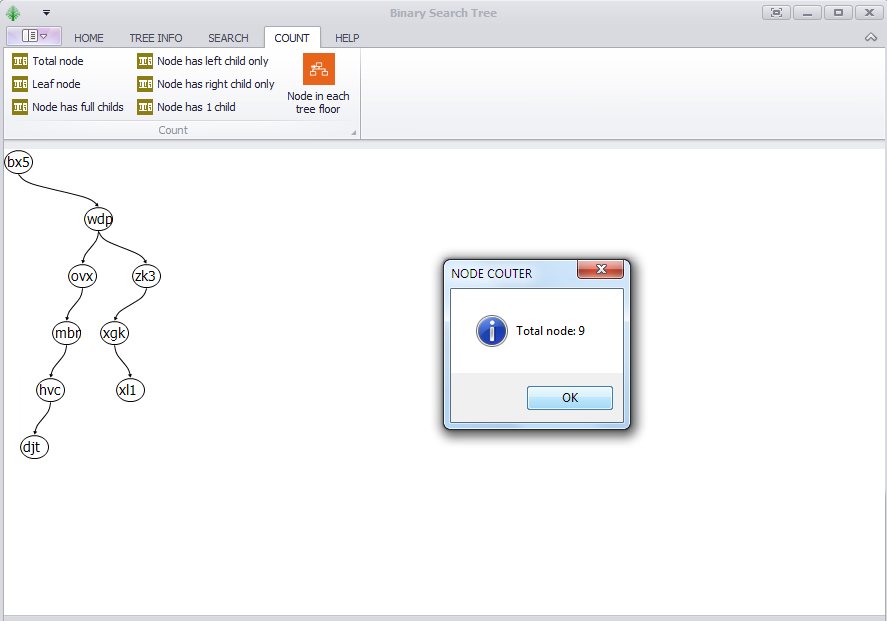 Binary Search Tree
HOME TREE INFO SEARCH COUNT HELP
Total node
Leaf node
Node has full childs
Node has left child only
Node has right child only
Node has 1 child
Node in each
tree floor
Count
bx5
wdp
ovx zk3
mbr xgk
hvc xl1
djt
NODE COUTER
Total node: 9
OK